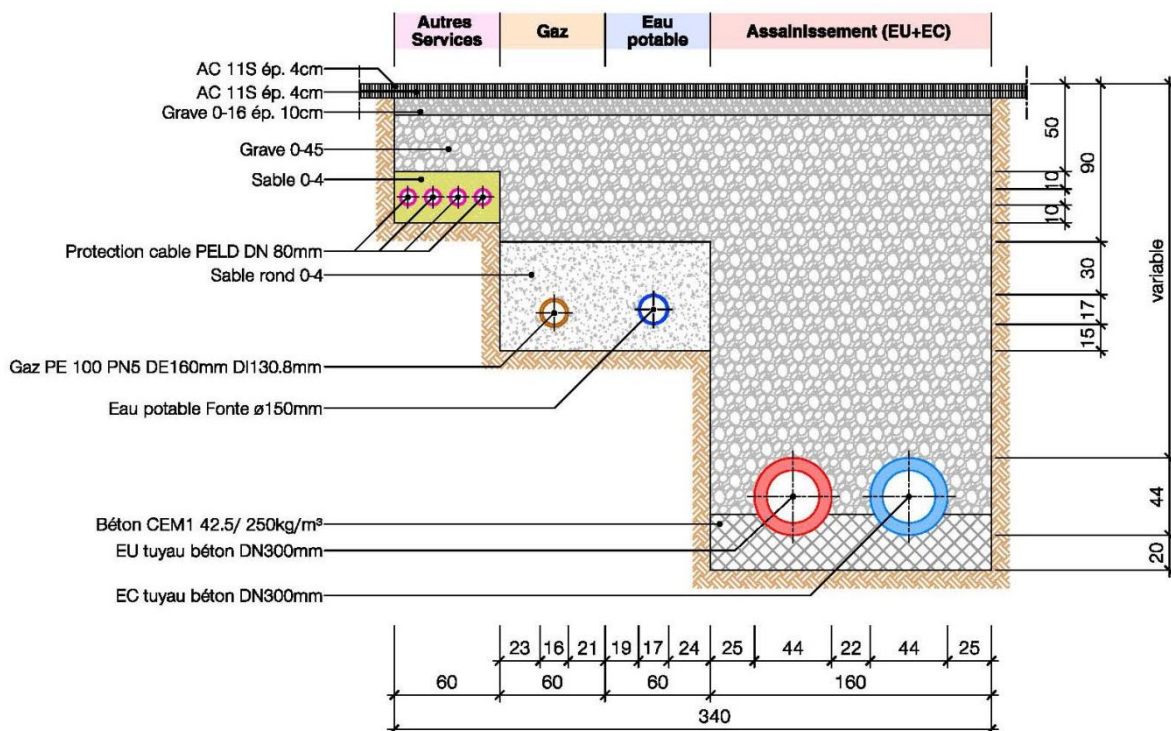 Autres
Services
Gaz
Eau
potable
Assainissement (EU+EC)
AC 11S ép. 4cm
AC 11S ép. 4cm
Grave 0-16 ép. 10cm
Grave 0-45
Sable 0-4
Protection cable PELD DN 80mm
Sable rond 0-4
Gaz PE 100 PN5 DE160mm DI130.8mm
Eau potable Fonte ø150mm
Béton CEM1 42.5/ 250kg/m³
EU tuyau béton DN300mm
EC tuyau béton DN300mm
50
10
10
90
30
17
15
variable
44
20
23 16 21 19 17 24 25 44 22 44 25
60 60 60 160
340